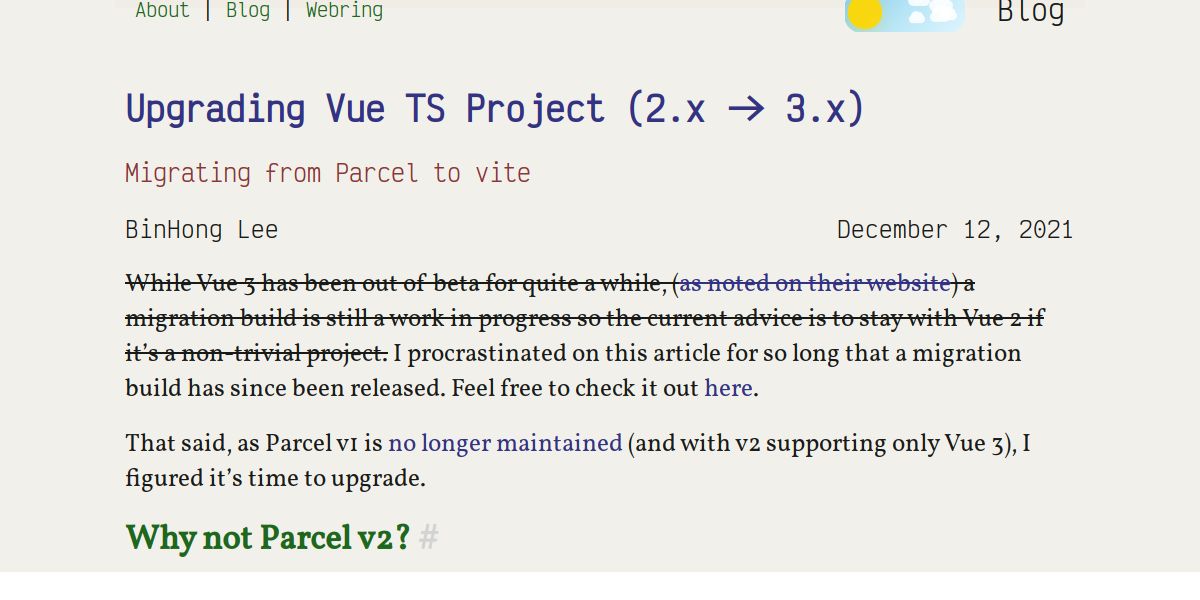 About | Blog | Webring
Blog
Upgrading Vue TS Project (2.x → 3.x)
Migrating from Parcel to vite
BinHong Lee
December 12, 2021
While Vue 3 has been out of beta for quite a while, (as noted on their website) a
migration build is still a work in progress so the current advice is to stay with Vue 2 if
it’s a non-trivial project. I procrastinated on this article for so long that a migration
build has since been released. Feel free to check it out here.
That said, as Parcel v1 is no longer maintained (and with v2 supporting only Vue 3), I
figured it’s time to upgrade.
Why not Parcel v2? #